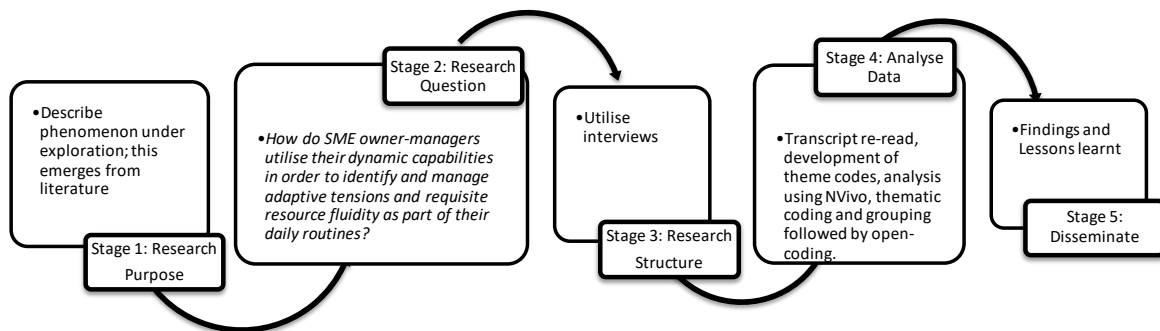 •Describe
phenomenon under
exploration; this
emerges from
literature
Stage 1: Research
Purpose
Stage 2: Research
Question
•How do SME owner-managers
utilise their dynamic capabilities
in order to identify and manage
adaptive tensions and requisite
resource fluidity as part of their
daily routines?
•Utilise
interviews
Stage 3: Research
Structure
Stage 4: Analyse
Data
•Transcript re-read,
development of
theme codes, analysis
using NVivo, thematic
coding and grouping
followed by open-
coding.
•Findings and
Lessons learnt
Stage 5:
Disseminate